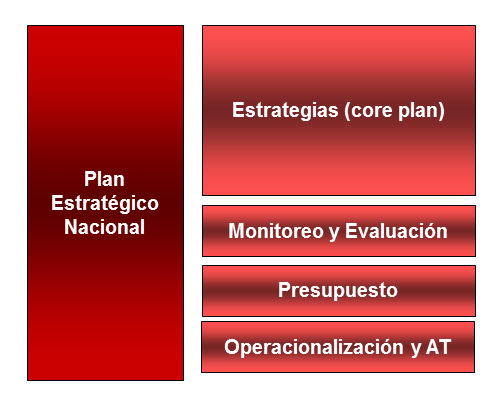 Plan
Estratégico
Nacional
Estrategias (core plan)
Monitoreo y Evaluación
Presupuesto
Operacionalización y AT